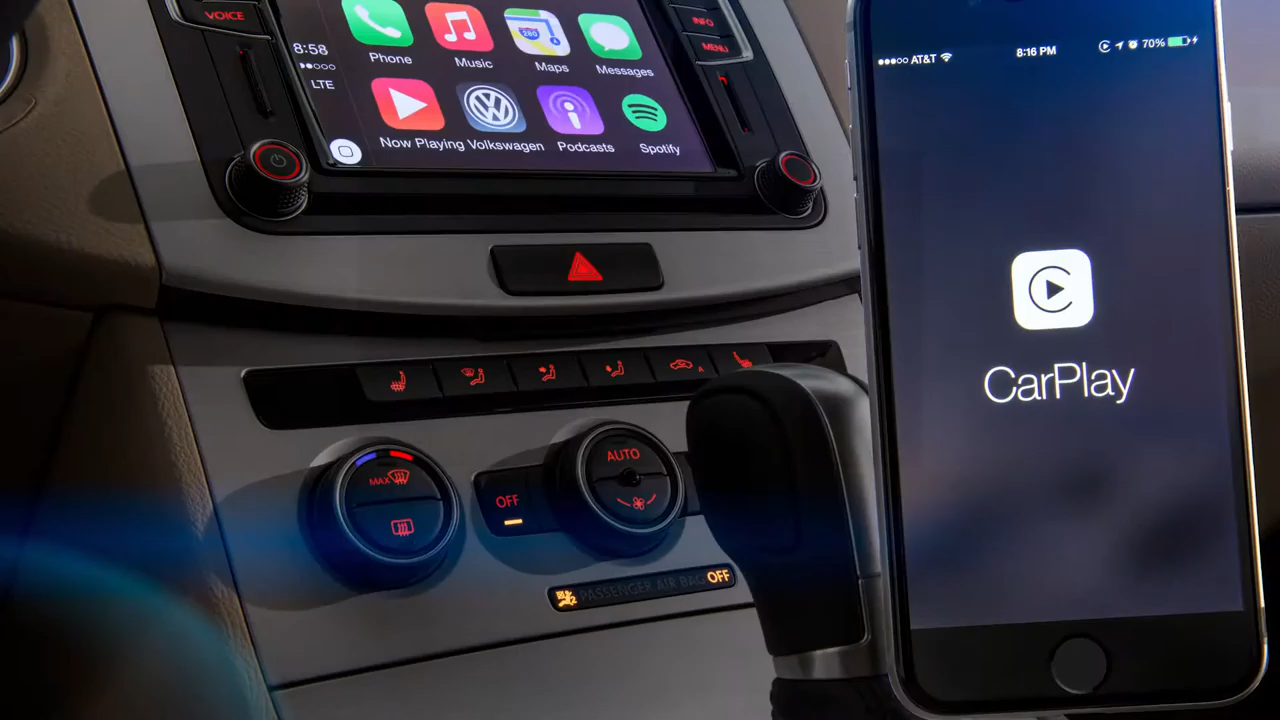 VOICE
INFO
MENU
8:58
LTE
Phone
Music
Maps
Messages
280
Now Playing
Volkswagen
Podcasts
Spotify
AUTO
MAX
OFF
A
PASSENGER AIR BAG OFF
AT&T
8:16 PM
70%
CarPlay